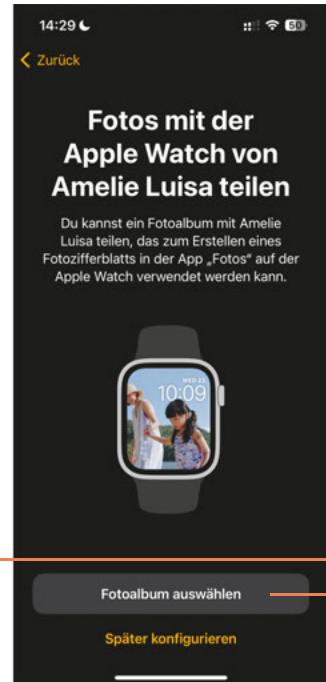 14:29
50
Zurück
Fotos mit der
Apple Watch von
Amelie Luisa teilen
Du kannst ein Fotoalbum mit Amelie
Luisa teilen, das zum Erstellen eines
Fotozifferblatts in der App „Fotos“ auf der
Apple Watch verwendet werden kann.
WED 23
10:09
Fotoalbum auswählen
Später konfigurieren